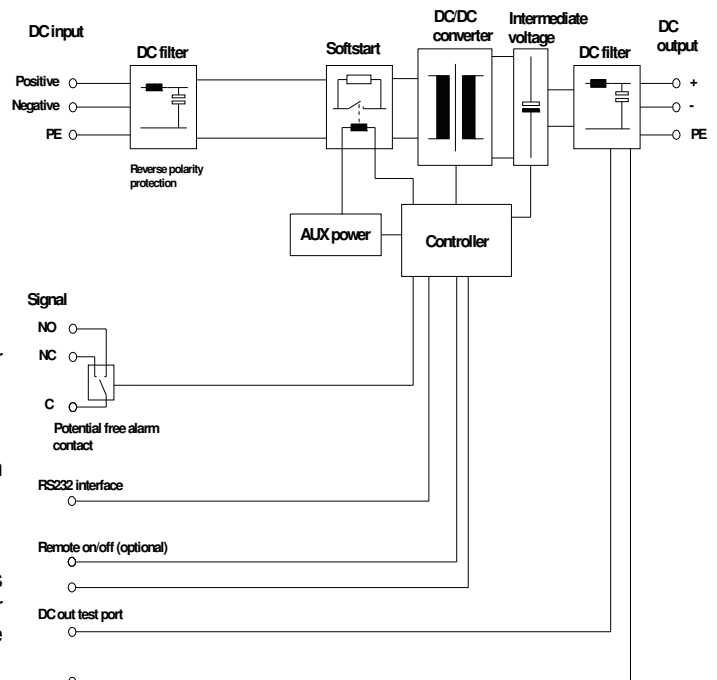 DC input
DC filter
Softstart
DC/DC
converter
Intermediate
voltage
DC filter
DC
output
Positive
Negative
PE
+
-
PE
Reverse polarity
protection
AUX power
Controller
Signal
NO
NC
C
Potential free alarm
contact
RS232 interface
Remote on/off (optional)
DC out test port